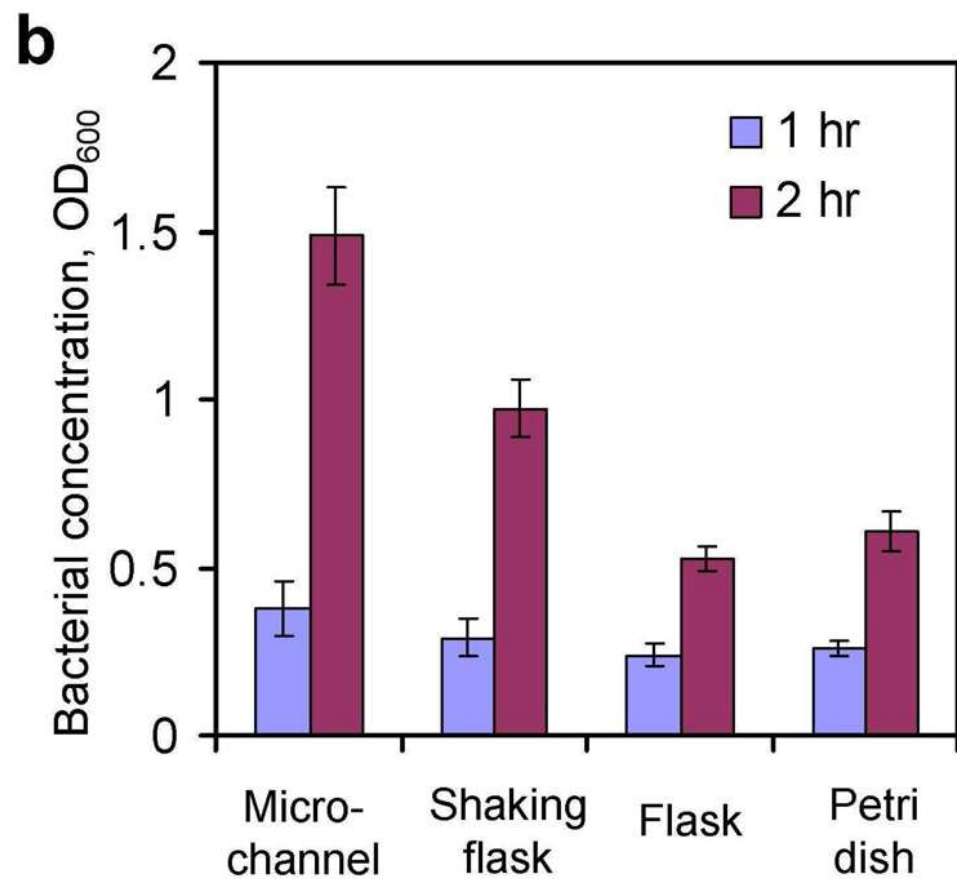 b
Bacterial concentration, OD600
2
1.5
1
0.5
0
1 hr
2 hr
Micro-
channel
Shaking
flask
Flask
Petri
dish